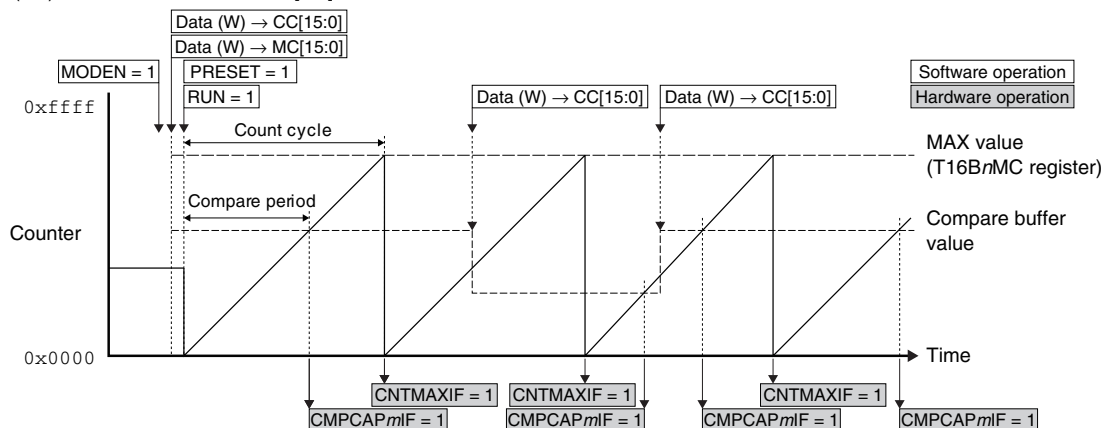 Data (W) → CC[15:0]
Data (W) → MC[15:0]
MODEN = 1
PRESET = 1
RUN = 1
Data (W) → CC[15:0]
Data (W) → CC[15:0]
Software operation
Hardware operation
0xffff
Count cycle
MAX value
(T16BnMC register)
Compare period
Counter
Compare buffer
value
0x0000
Time
CNTMAXIF = 1
CNTMAXIF = 1
CNTMAXIF = 1
CMPCAPmIF = 1
CMPCAPmIF = 1
CMPCAPmIF = 1
CMPCAPmIF = 1